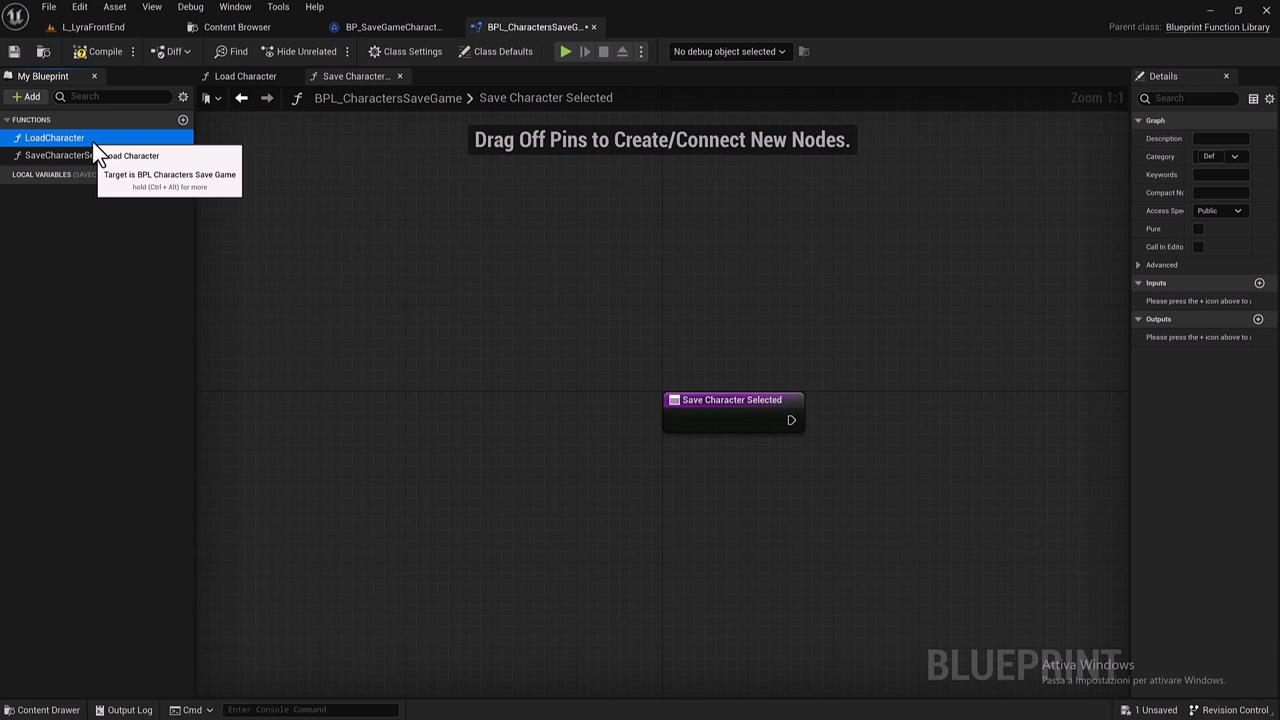 File Edit Asset View Debug Window Tools Help
L_LyraFrontEnd Content Browser BP_SaveGameCharact... BPL_CharactersSaveG...• Parent class: Blueprint Function Library
Compile Diff Find Hide Unrelated Class Settings Class Defaults No debug object selected
My Blueprint Load Character Save Character... Details
Add Search BPL_CharactersSaveGame > Save Character Selected Zoom 1:1 Search
FUNCTIONS
LoadCharacter
SaveCharacterS
LOCAL VARIABLES (SAVEC
oad Character
Target is BPL Characters Save Game
hold (Ctrl + Alt) for more
Drag Off Pins to Create/Connect New Nodes.
Save Character Selected
Graph
Description
Category Def
Keywords
Compact Nc
Access Spe Public
Pure
Call In Edito
Advanced
Inputs
Please press the + icon above to
Outputs
Please press the + icon above to
BLUEPRINT
Attiva Windows
Passa a Impostazioni per attivare Windows.
Content Drawer Output Log Cmd Enter Console Command 1 Unsaved Revision Control